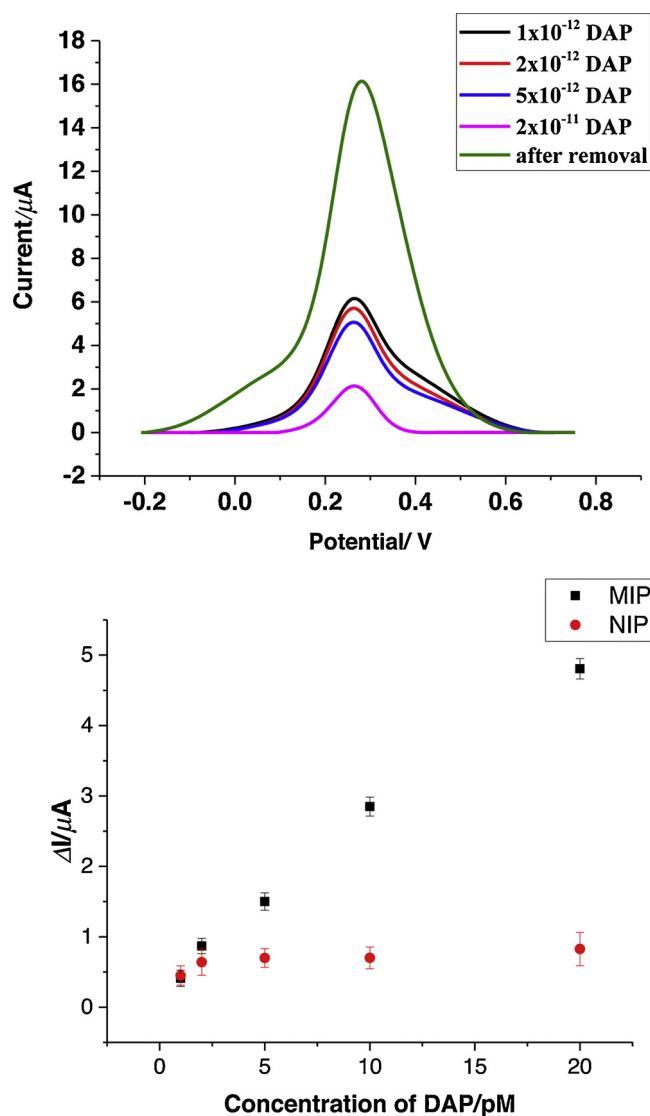 18
16
14
12
10
8
6
4
2
0
-2
Current/μA
1x10⁻¹² DAP
2x10⁻¹² DAP
5x10⁻¹² DAP
2x10⁻¹¹ DAP
after removal
-0.2 0.0 0.2 0.4 0.6 0.8
Potential/ V
MIP
NIP
5
4
3
2
1
0
ΔI/μA
0 5 10 15 20
Concentration of DAP/pM